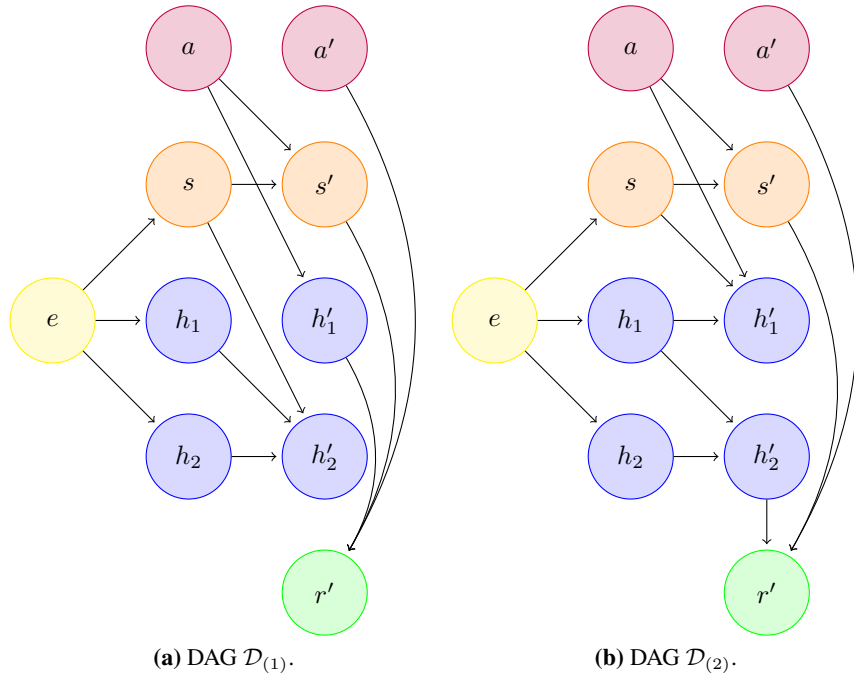 a a′ a a′
s s′ s s′
e h₁ h′₁ e h₁ h′₁
h₂ h′₂ h₂ h′₂
r′ r′
(a) DAG 𝒟₍₁₎. (b) DAG 𝒟₍₂₎.